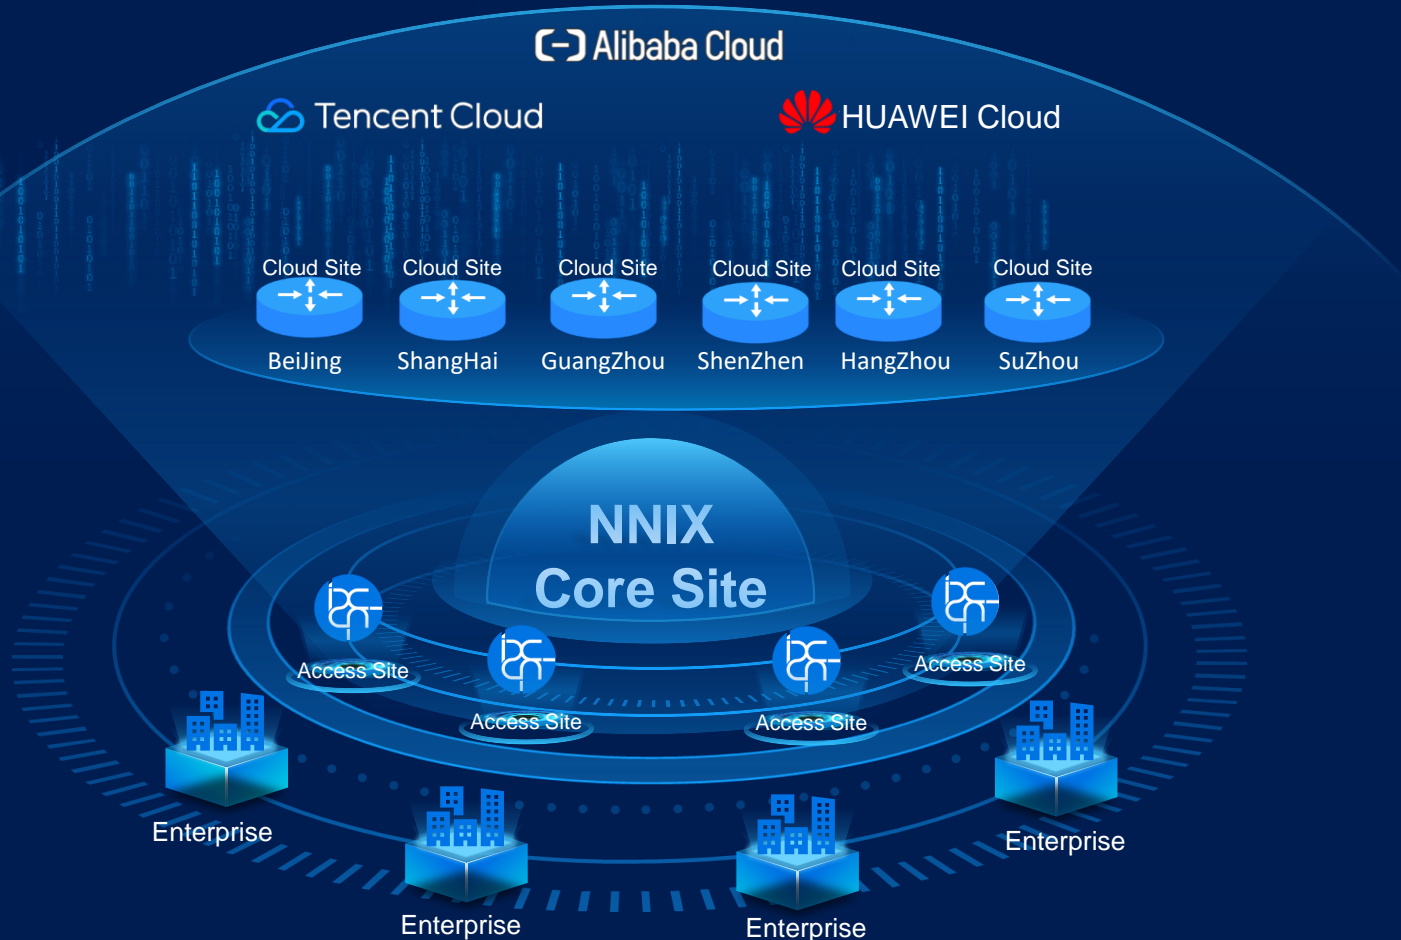 Alibaba Cloud
Tencent Cloud
HUAWEI Cloud
Cloud Site
Cloud Site
Cloud Site
Cloud Site
Cloud Site
Cloud Site
BeiJing
ShangHai
GuangZhou
ShenZhen
HangZhou
SuZhou
NNIX
Core Site
Access Site
Access Site
Access Site
Access Site
Enterprise
Enterprise
Enterprise
Enterprise